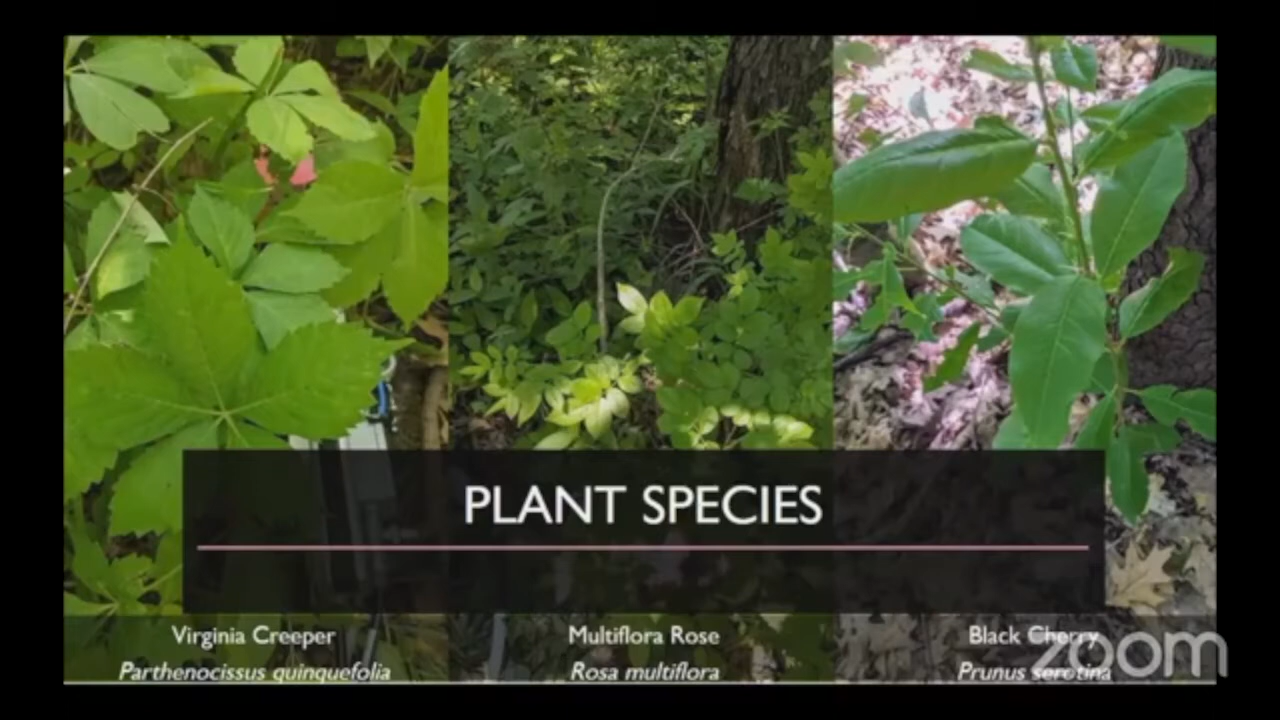 PLANT SPECIES
Virginia Creeper
Parthenocissus quinquefolia
Multiflora Rose
Rosa multiflora
Black Cherry
Prunus serotina
zoom